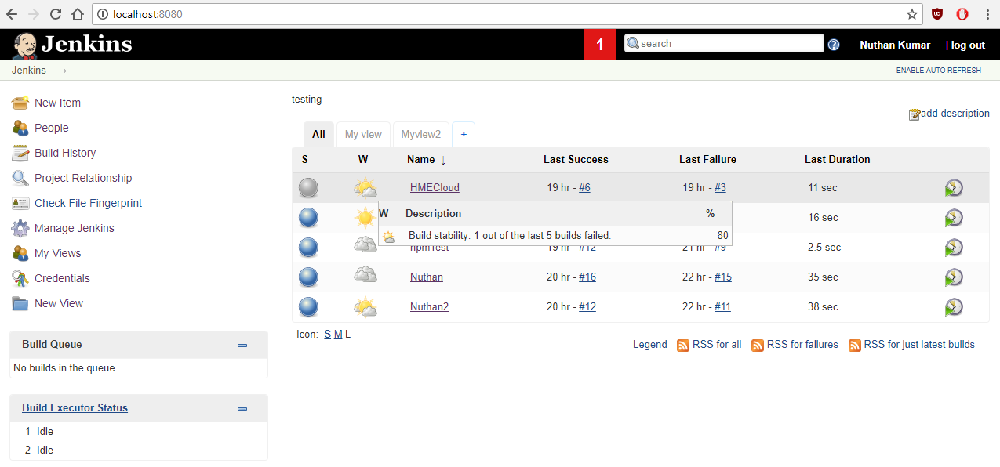 localhost:8080
Jenkins 1 search Nuthan Kumar | log out
Jenkins ENABLE AUTO REFRESH
New Item
People
Build History
Project Relationship
Check File Fingerprint
Manage Jenkins
My Views
Credentials
New View
Build Queue
No builds in the queue.
Build Executor Status
1 Idle
2 Idle
testing
add description
All My view Myview2 +
S W Name ↓ Last Success Last Failure Last Duration
HMECloud 19 hr - #6 19 hr - #3 11 sec
W Description %
16 sec
Build stability: 1 out of the last 5 builds failed. 80
npmTest 19 hr - #12 21 hr - #9 2.5 sec
Nuthan 20 hr - #16 22 hr - #15 35 sec
Nuthan2 20 hr - #12 22 hr - #11 38 sec
Icon: S M L
Legend RSS for all RSS for failures RSS for just latest builds